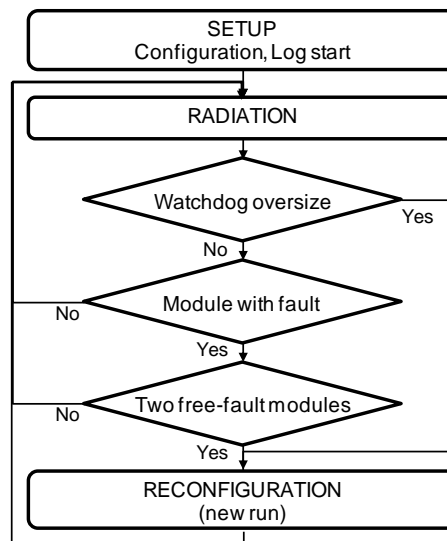 SETUP
Configuration, Log start
RADIATION
Watchdog oversize
Yes
No
Module with fault
No
Yes
Two free-fault modules
No
Yes
RECONFIGURATION
(new run)